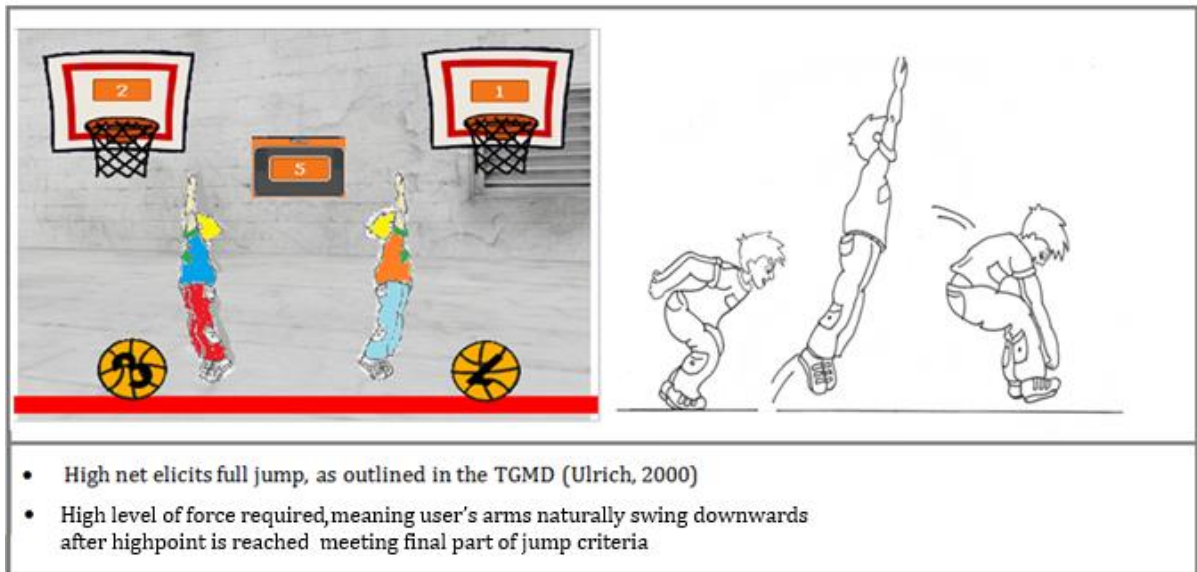 2
1
5
• High net elicits full jump, as outlined in the TGMD (Ulrich, 2000)
• High level of force required,meaning user's arms naturally swing downwards
after highpoint is reached meeting final part of jump criteria